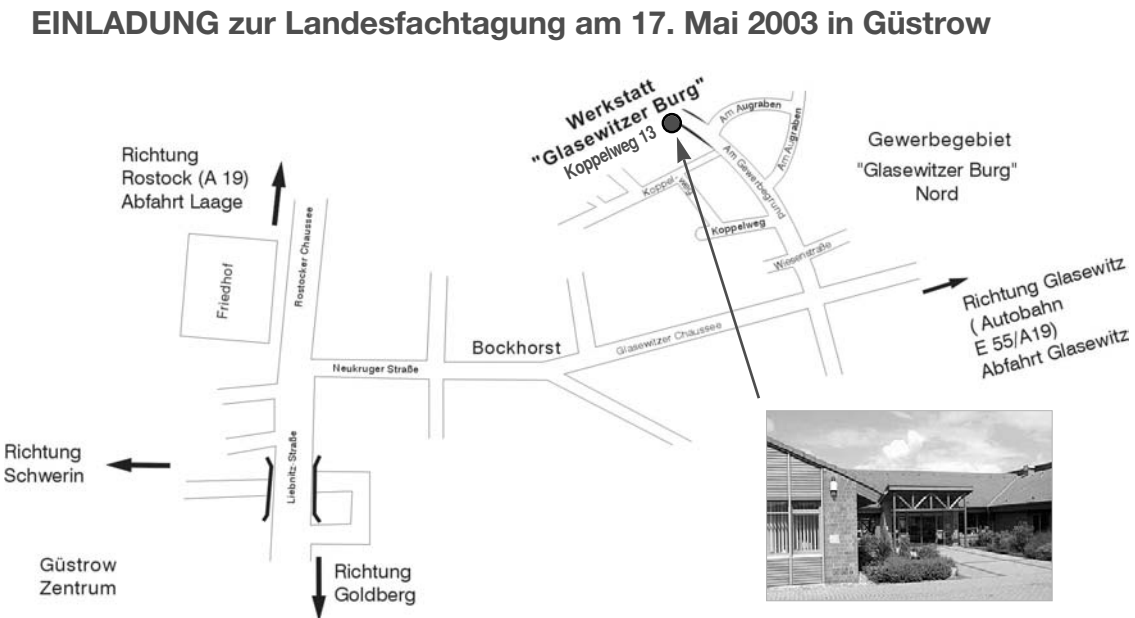 EINLADUNG zur Landesfachtagung am 17. Mai 2003 in Güstrow
Werkstatt
"Glasewitzer Burg"
Koppelweg 13
Am Augraben
Am Augraben
Gewerbegebiet
"Glasewitzer Burg"
Nord
Richtung
Rostock (A 19)
Abfahrt Laage
Am Gewerbegrund
Koppel-
weg
Koppelweg
Wiesenstraße
Friedhof
Rostocker Chaussee
Richtung Glasewitz
( Autobahn
E 55/A19)
Abfahrt Glasewitz
Bockhorst
Glasewitzer Chaussee
Neukruger Straße
Richtung
Schwerin
Liebnitz-Straße
Güstrow
Zentrum
Richtung
Goldberg